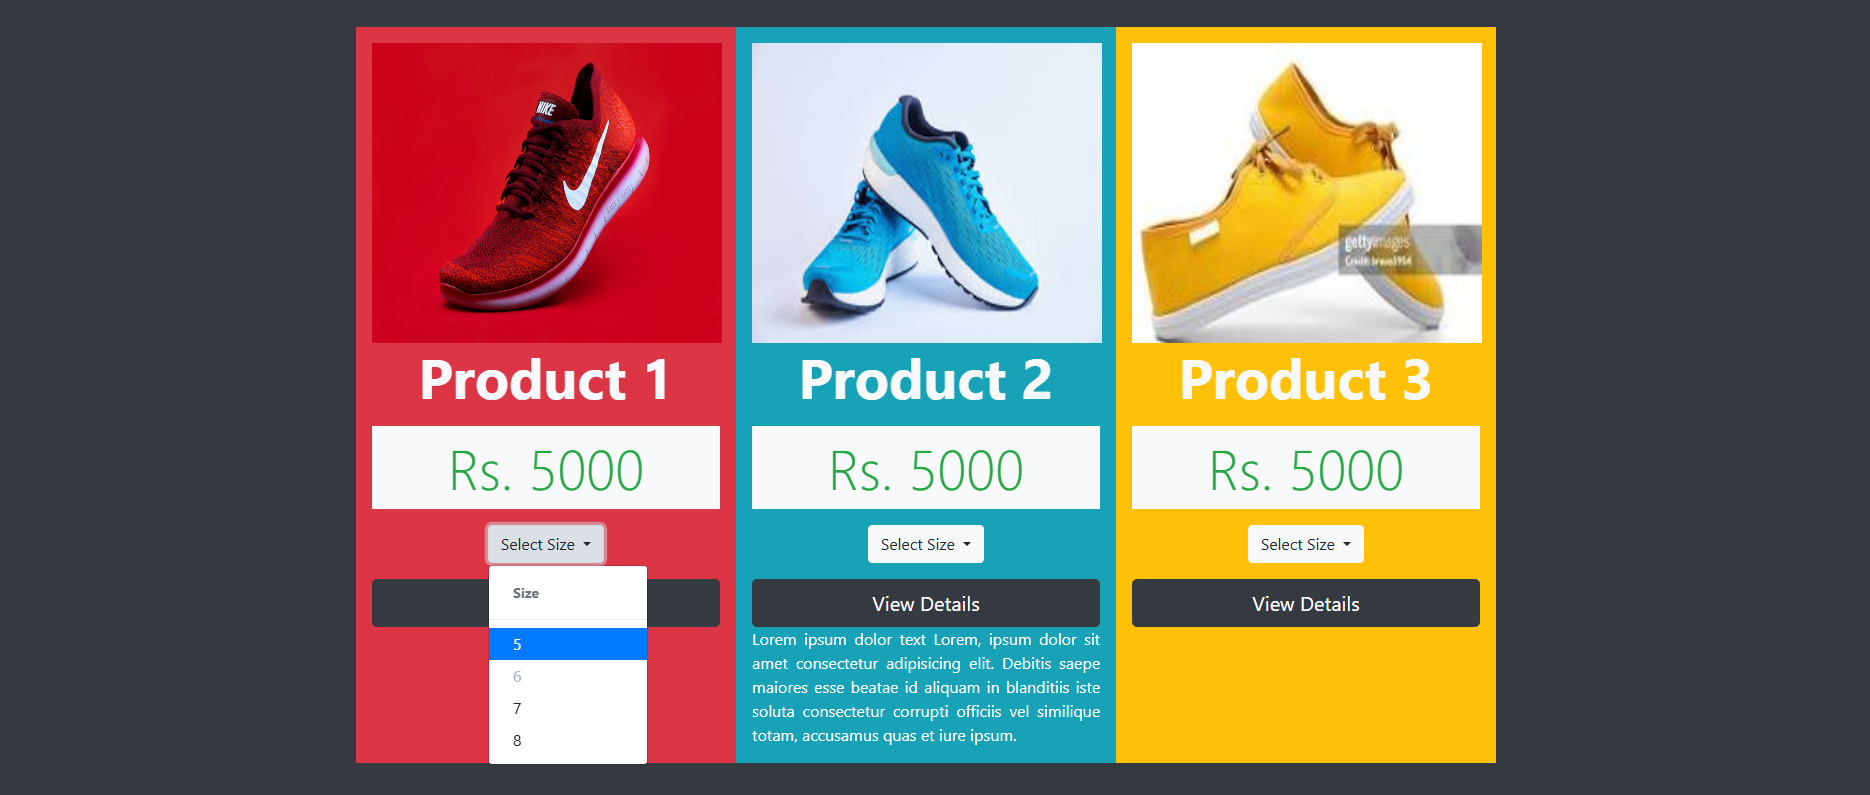 NIKE
gettyimages
Product 1
Product 2
Product 3
Rs. 5000
Rs. 5000
Rs. 5000
Select Size
Select Size
Select Size
Size
5
6
7
8
View Details
View Details
Lorem ipsum dolor text Lorem, ipsum dolor sit
amet consectetur adipisicing elit. Debitis saepe
maiores esse beatae id aliquam in blanditiis iste
soluta consectetur corrupti officiis vel similique
totam, accusamus quas et iure ipsum.